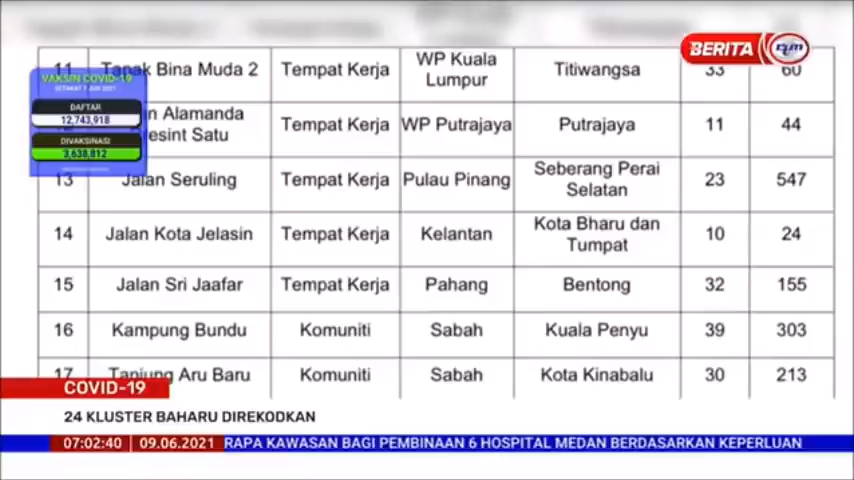 BERITA RTM
VAKSIN COVID-19
SETAKAT 7 JUN 2021
DAFTAR
12,743,918
DIVAKSINASI
3,638,812
11 Tapak Bina Muda 2 Tempat Kerja WP Kuala Lumpur Titiwangsa 33 60
Alamanda
resint Satu Tempat Kerja WP Putrajaya Putrajaya 11 44
13 Jalan Seruling Tempat Kerja Pulau Pinang Seberang Perai Selatan 23 547
14 Jalan Kota Jelasin Tempat Kerja Kelantan Kota Bharu dan Tumpat 10 24
15 Jalan Sri Jaafar Tempat Kerja Pahang Bentong 32 155
16 Kampung Bundu Komuniti Sabah Kuala Penyu 39 303
17 Tanjung Aru Baru Komuniti Sabah Kota Kinabalu 30 213
COVID-19
24 KLUSTER BAHARU DIREKODKAN
07:02:40 09.06.2021 RAPA KAWASAN BAGI PEMBINAAN 6 HOSPITAL MEDAN BERDASARKAN KEPERLUAN